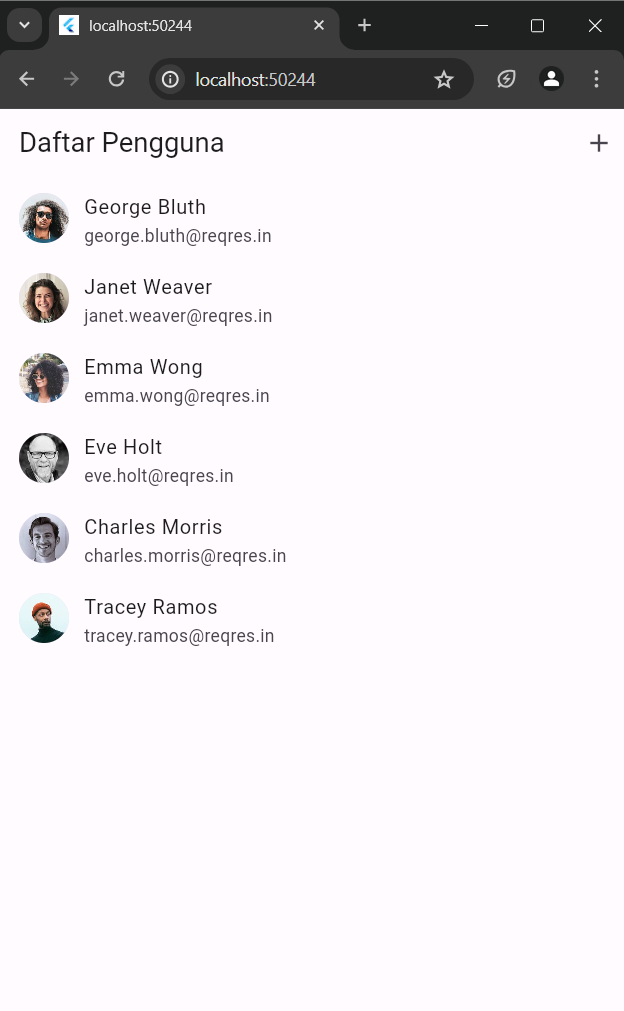 localhost:50244
localhost:50244
Daftar Pengguna
George Bluth
george.bluth@reqres.in
Janet Weaver
janet.weaver@reqres.in
Emma Wong
emma.wong@reqres.in
Eve Holt
eve.holt@reqres.in
Charles Morris
charles.morris@reqres.in
Tracey Ramos
tracey.ramos@reqres.in